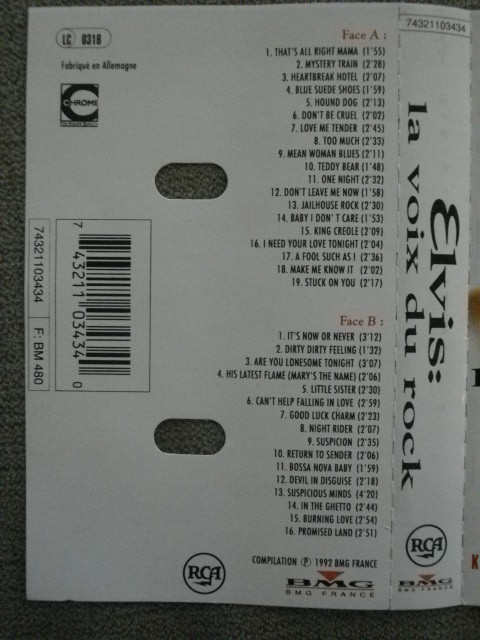 LC 0316
Fabriqué en Allemagne
CHROME
Face A :
1. THAT'S ALL RIGHT MAMA (1'55)
2. MYSTERY TRAIN (2'28)
3. HEARTBREAK HOTEL (2'07)
4. BLUE SUEDE SHOES (1'59)
5. HOUND DOG (2'13)
6. DON'T BE CRUEL (2'02)
7. LOVE ME TENDER (2'45)
8. TOO MUCH (2'33)
9. MEAN WOMAN BLUES (2'11)
10. TEDDY BEAR (1'48)
11. ONE NIGHT (2'32)
12. DON'T LEAVE ME NOW (1'58)
13. JAILHOUSE ROCK (2'30)
14. BABY I DON' T CARE (1'53)
15. KING CREOLE (2'09)
16. I NEED YOUR LOVE TONIGHT (2'04)
17. A FOOL SUCH AS I (2'36)
18. MAKE ME KNOW IT (2'02)
19. STUCK ON YOU (2'17)
Face B :
1. IT'S NOW OR NEVER (3'12)
2. DIRTY DIRTY FEELING (1'32)
3. ARE YOU LONESOME TONIGHT (3'07)
4. HIS LATEST FLAME (MARY'S THE NAME) (2'06)
5. LITTLE SISTER (2'30)
6. CAN'T HELP FALLING IN LOVE (2'59)
7. GOOD LUCK CHARM (2'23)
8. NIGHT RIDER (2'07)
9. SUSPICION (2'35)
10. RETURN TO SENDER (2'06)
11. BOSSA NOVA BABY (1'59)
12. DEVIL IN DISGUISE (2'18)
13. SUSPICIOUS MINDS (4'20)
14. IN THE GHETTO (2'44)
15. BURNING LOVE (2'54)
16. PROMISED LAND (2'51)
COMPILATION Ⓟ 1992 BMG FRANCE
RCA
BMG
BMG FRANCE
74321103434
F: BM 480
7 43211 03434 0
74321103434
Elvis:
la voix du rock
RCA
BMG
BMG FRANCE
K